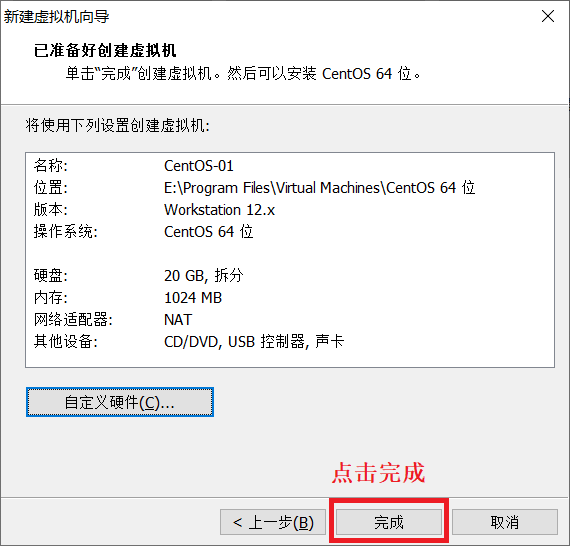 新建虚拟机向导
已准备好创建虚拟机
单击“完成”创建虚拟机。然后可以安装 CentOS 64 位。
将使用下列设置创建虚拟机:
名称: CentOS-01
位置: E:\Program Files\Virtual Machines\CentOS 64 位
版本: Workstation 12.x
操作系统: CentOS 64 位
硬盘: 20 GB, 拆分
内存: 1024 MB
网络适配器: NAT
其他设备: CD/DVD, USB 控制器, 声卡
自定义硬件(C)...
点击完成
< 上一步(B) 完成 取消